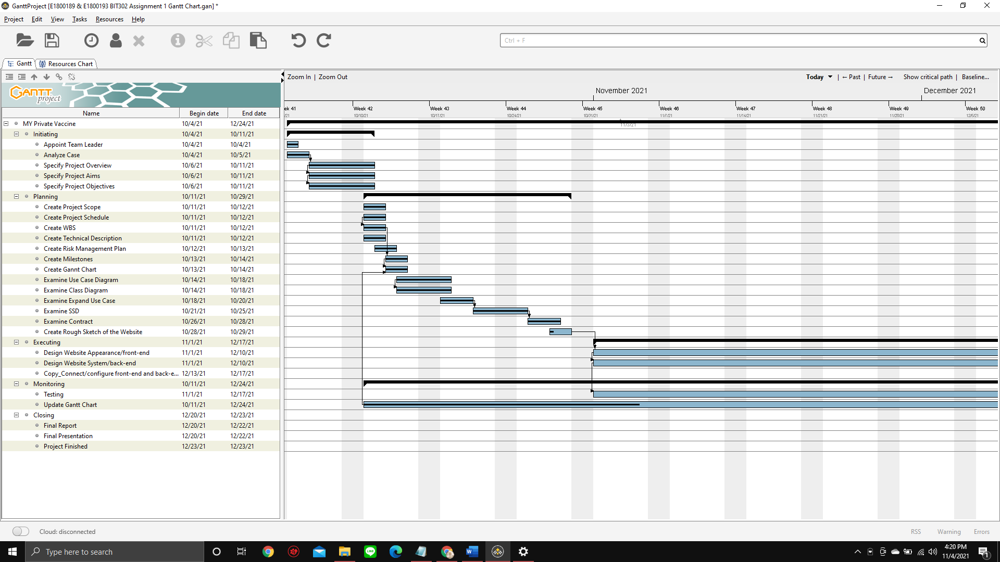 GanttProject [E1800189 & E1800193 BIT302 Assignment 1 Gantt Chart.gan] *
Project Edit View Tasks Resources Help
Ctrl + F
Gantt Resources Chart
Zoom In | Zoom Out Today | ← Past | Future → Show critical path | Baseline...
GANTT project
November 2021 December 2021
Name Begin date End date
ek 41 Week 42 Week 43 Week 44 Week 45 Week 46 Week 47 Week 48 Week 49 Week 50
/21 10/10/21 10/17/21 10/24/21 10/31/21 11/7/21 11/14/21 11/21/21 11/28/21 12/5/21
MY Private Vaccine 10/4/21 12/24/21
11/3/21
Initiating 10/4/21 10/11/21
Appoint Team Leader 10/4/21 10/4/21
Analyze Case 10/4/21 10/5/21
Specify Project Overview 10/6/21 10/11/21
Specify Project Aims 10/6/21 10/11/21
Specify Project Objectives 10/6/21 10/11/21
Planning 10/11/21 10/29/21
Create Project Scope 10/11/21 10/12/21
Create Project Schedule 10/11/21 10/12/21
Create WBS 10/11/21 10/12/21
Create Technical Description 10/11/21 10/12/21
Create Risk Management Plan 10/12/21 10/13/21
Create Milestones 10/13/21 10/14/21
Create Gannt Chart 10/13/21 10/14/21
Examine Use Case Diagram 10/14/21 10/18/21
Examine Class Diagram 10/14/21 10/18/21
Examine Expand Use Case 10/18/21 10/20/21
Examine SSD 10/21/21 10/25/21
Examine Contract 10/26/21 10/28/21
Create Rough Sketch of the Website 10/28/21 10/29/21
Executing 11/1/21 12/17/21
Design Website Appearance/front-end 11/1/21 12/10/21
Design Website System/back-end 11/1/21 12/10/21
Copy_Connect/configure front-end and back-e... 12/13/21 12/17/21
Monitoring 10/11/21 12/24/21
Testing 11/1/21 12/17/21
Update Gantt Chart 10/11/21 12/24/21
Closing 12/20/21 12/23/21
Final Report 12/20/21 12/22/21
Final Presentation 12/20/21 12/22/21
Project Finished 12/23/21 12/23/21
Cloud: disconnected RSS Warning Errors
Type here to search
LINE
W
4:20 PM
11/4/2021
1